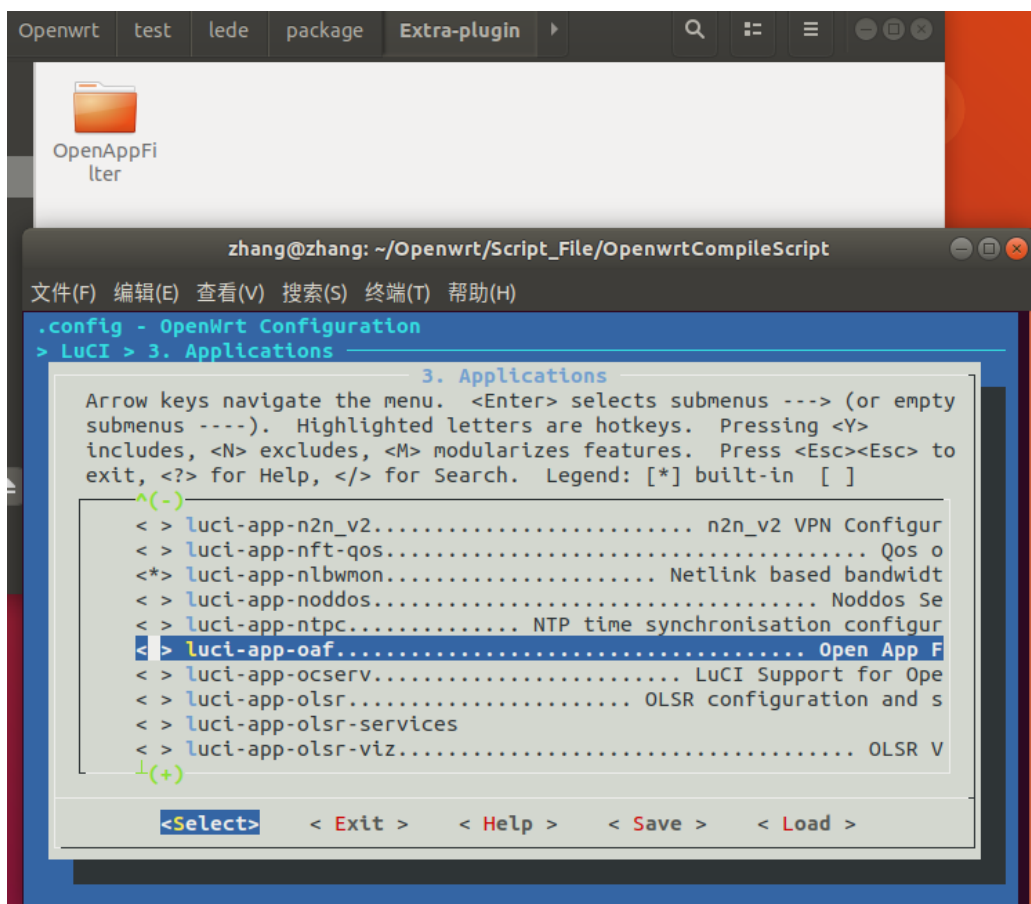 Openwrt test lede package Extra-plugin
OpenAppFi
lter
zhang@zhang: ~/Openwrt/Script_File/OpenwrtCompileScript
文件(F) 编辑(E) 查看(V) 搜索(S) 终端(T) 帮助(H)
.config - OpenWrt Configuration
> LuCI > 3. Applications
3. Applications
Arrow keys navigate the menu.  <Enter> selects submenus ---> (or empty
submenus ----).  Highlighted letters are hotkeys.  Pressing <Y>
includes, <N> excludes, <M> modularizes features.  Press <Esc><Esc> to
exit, <?> for Help, </> for Search.  Legend: [*] built-in  [ ]
^(-)
< > luci-app-n2n_v2.......................... n2n_v2 VPN Configur
< > luci-app-nft-qos....................................... Qos o
<*> luci-app-nlbwmon...................... Netlink based bandwidt
< > luci-app-noddos.................................... Noddos Se
< > luci-app-ntpc.............. NTP time synchronisation configur
< > luci-app-oaf...................................... Open App F
< > luci-app-ocserv......................... LuCI Support for Ope
< > luci-app-olsr....................... OLSR configuration and s
< > luci-app-olsr-services
< > luci-app-olsr-viz..................................... OLSR V
(+)
<Select> < Exit > < Help > < Save > < Load >